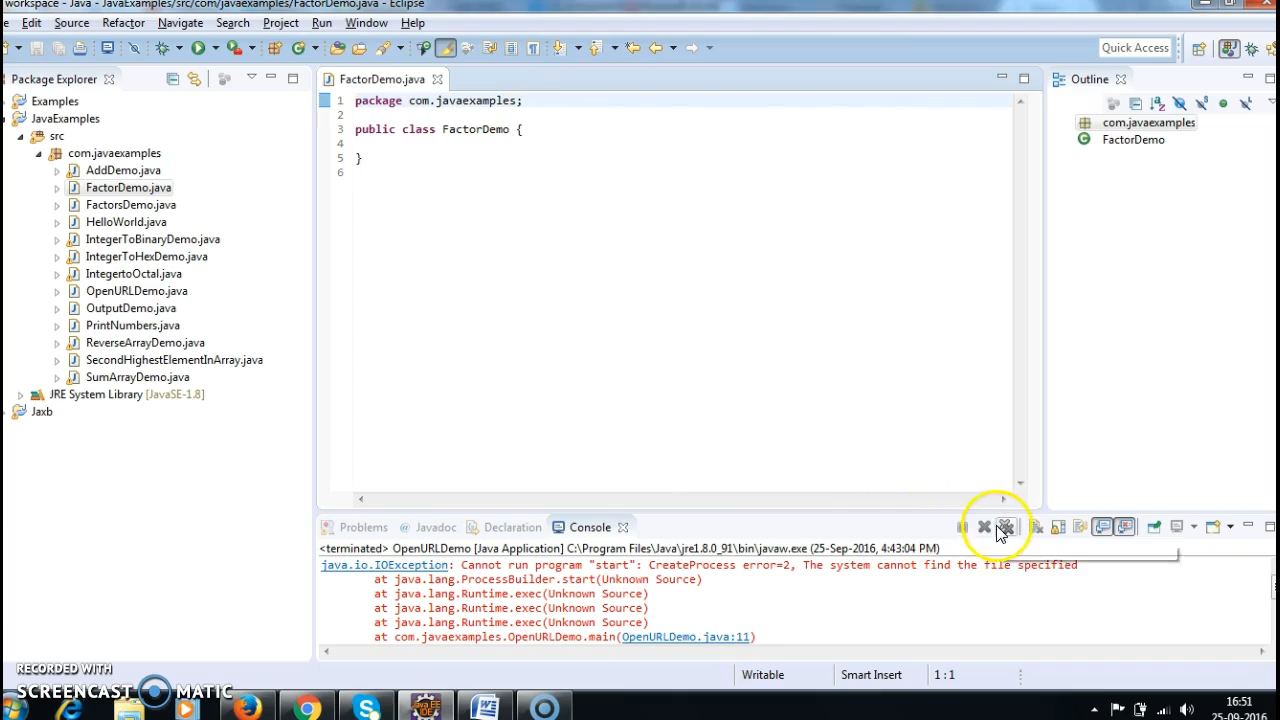 workspace - Java - JavaExamples/src/com/javaexamples/FactorDemo.java - Eclipse
Edit Source Refactor Navigate Search Project Run Window Help
Quick Access
Package Explorer
Examples
JavaExamples
src
com.javaexamples
AddDemo.java
FactorDemo.java
FactorsDemo.java
HelloWorld.java
IntegerToBinaryDemo.java
IntegerToHexDemo.java
IntegertoOctal.java
OpenURLDemo.java
OutputDemo.java
PrintNumbers.java
ReverseArrayDemo.java
SecondHighestElementInArray.java
SumArrayDemo.java
JRE System Library [JavaSE-1.8]
Jaxb
FactorDemo.java
1 package com.javaexamples;
2
3 public class FactorDemo {
4
5 }
6
Outline
com.javaexamples
FactorDemo
Problems Javadoc Declaration Console
<terminated> OpenURLDemo [Java Application] C:\Program Files\Java\jre1.8.0_91\bin\javaw.exe (25-Sep-2016, 4:43:04 PM)
java.io.IOException: Cannot run program "start": CreateProcess error=2, The system cannot find the file specified
at java.lang.ProcessBuilder.start(Unknown Source)
at java.lang.Runtime.exec(Unknown Source)
at java.lang.Runtime.exec(Unknown Source)
at java.lang.Runtime.exec(Unknown Source)
at com.javaexamples.OpenURLDemo.main(OpenURLDemo.java:11)
Writable Smart Insert 1 : 1
RECORDED WITH
SCREENCAST MATIC
Java EE
IDE
16:51
25-09-2016